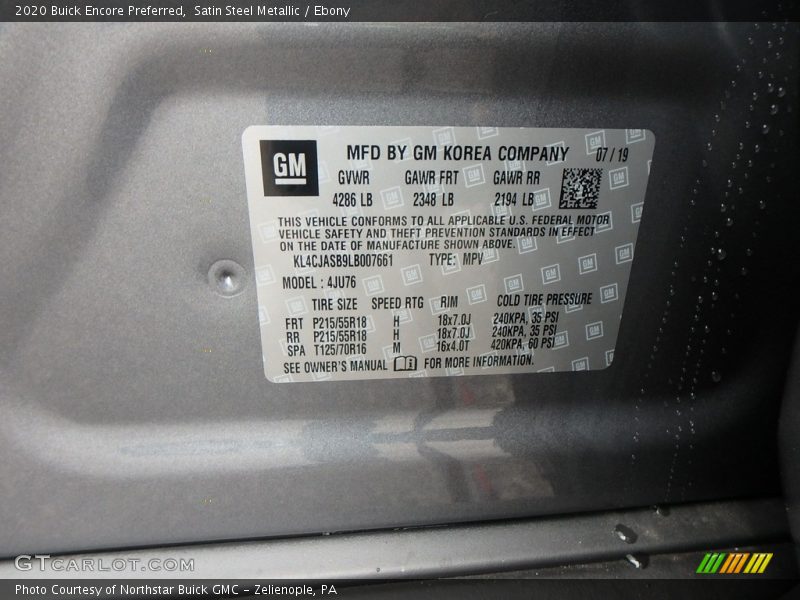 2020 Buick Encore Preferred, Satin Steel Metallic / Ebony
GM
MFD BY GM KOREA COMPANY 07/19
GVWR GAWR FRT GAWR RR
4286 LB 2348 LB 2194 LB
THIS VEHICLE CONFORMS TO ALL APPLICABLE U.S. FEDERAL MOTOR
VEHICLE SAFETY AND THEFT PREVENTION STANDARDS IN EFFECT
ON THE DATE OF MANUFACTURE SHOWN ABOVE.
KL4CJASB9LB007661 TYPE: MPV
MODEL: 4JU76
TIRE SIZE SPEED RTG RIM COLD TIRE PRESSURE
FRT P215/55R18 H 18x7.0J 240KPA, 35 PSI
RR P215/55R18 H 18x7.0J 240KPA, 35 PSI
SPA T125/70R16 M 16x4.0T 420KPA, 60 PSI
SEE OWNER'S MANUAL FOR MORE INFORMATION.
GTCARLOT.COM
Photo Courtesy of Northstar Buick GMC - Zelienople, PA